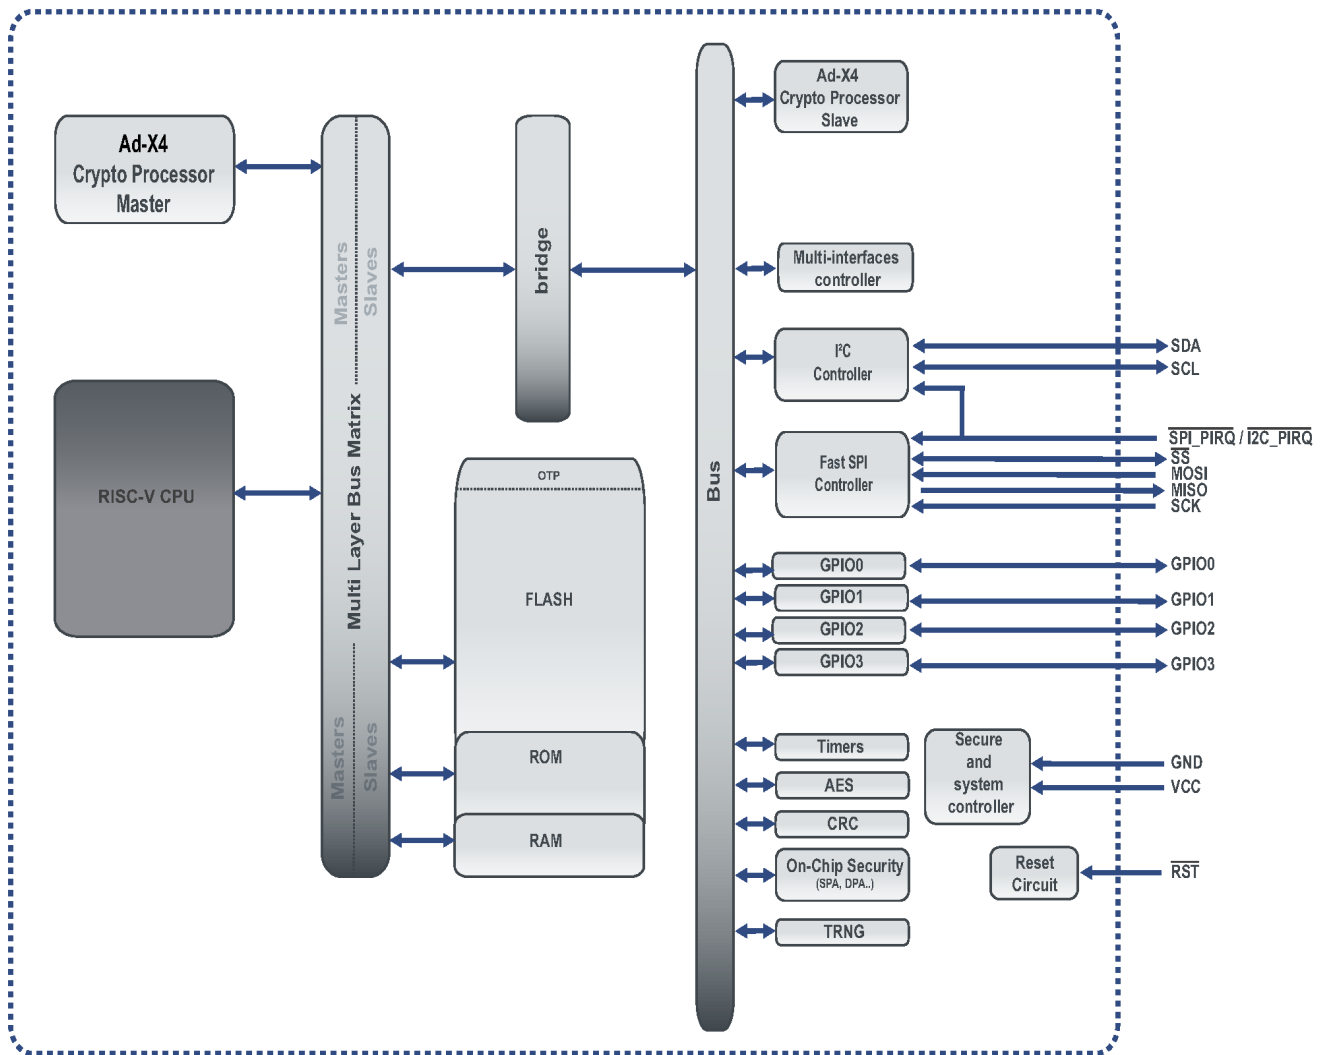 Ad-X4
Crypto Processor
Master
RISC-V CPU
Masters
Slaves
Multi Layer Bus Matrix
Masters
Slaves
bridge
OTP
FLASH
ROM
RAM
Bus
Ad-X4
Crypto Processor
Slave
Multi-interfaces
controller
I²C
Controller
Fast SPI
Controller
GPIO0
GPIO1
GPIO2
GPIO3
Timers
AES
CRC
On-Chip Security
(SPA, DPA..)
TRNG
Secure
and
system
controller
Reset
Circuit
SDA
SCL
SPI_PIRQ / I2C_PIRQ
SS
MOSI
MISO
SCK
GPIO0
GPIO1
GPIO2
GPIO3
GND
VCC
RST